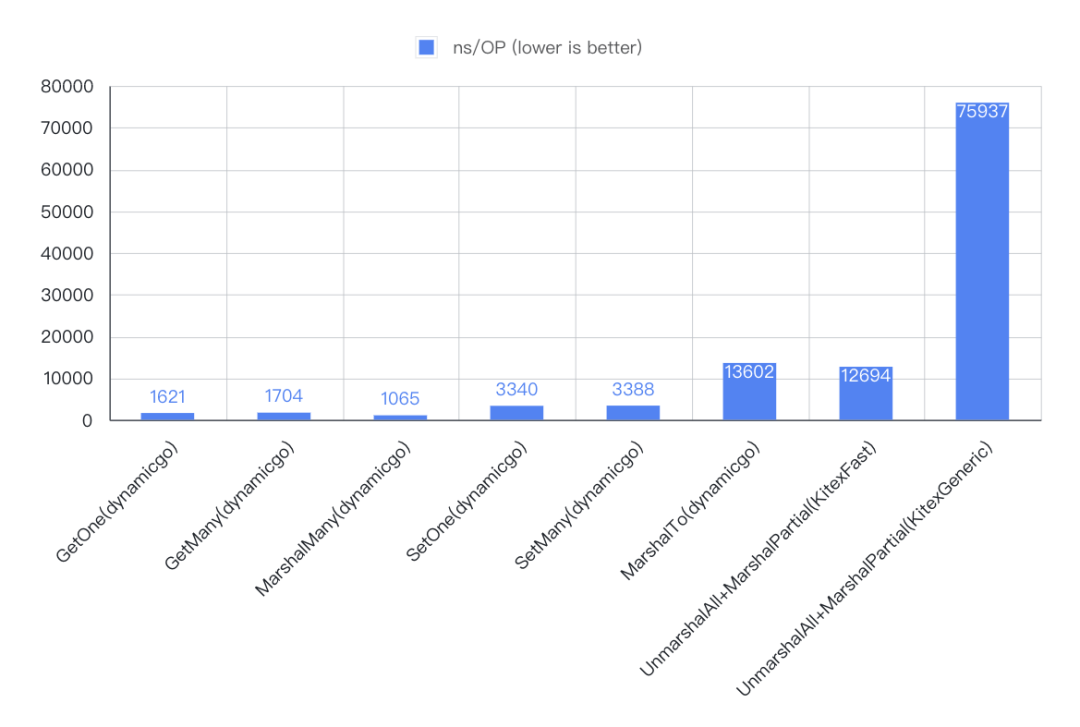 ns/OP (lower is better)
80000
70000
60000
50000
40000
30000
20000
10000
0
1621
1704
1065
3340
3388
13602
12694
75937
GetOne(dynamicgo)
GetMany(dynamicgo)
MarshalMany(dynamicgo)
SetOne(dynamicgo)
SetMany(dynamicgo)
MarshalTo(dynamicgo)
UnmarshalAll+MarshalPartial(KitexFast)
UnmarshalAll+MarshalPartial(KitexGeneric)